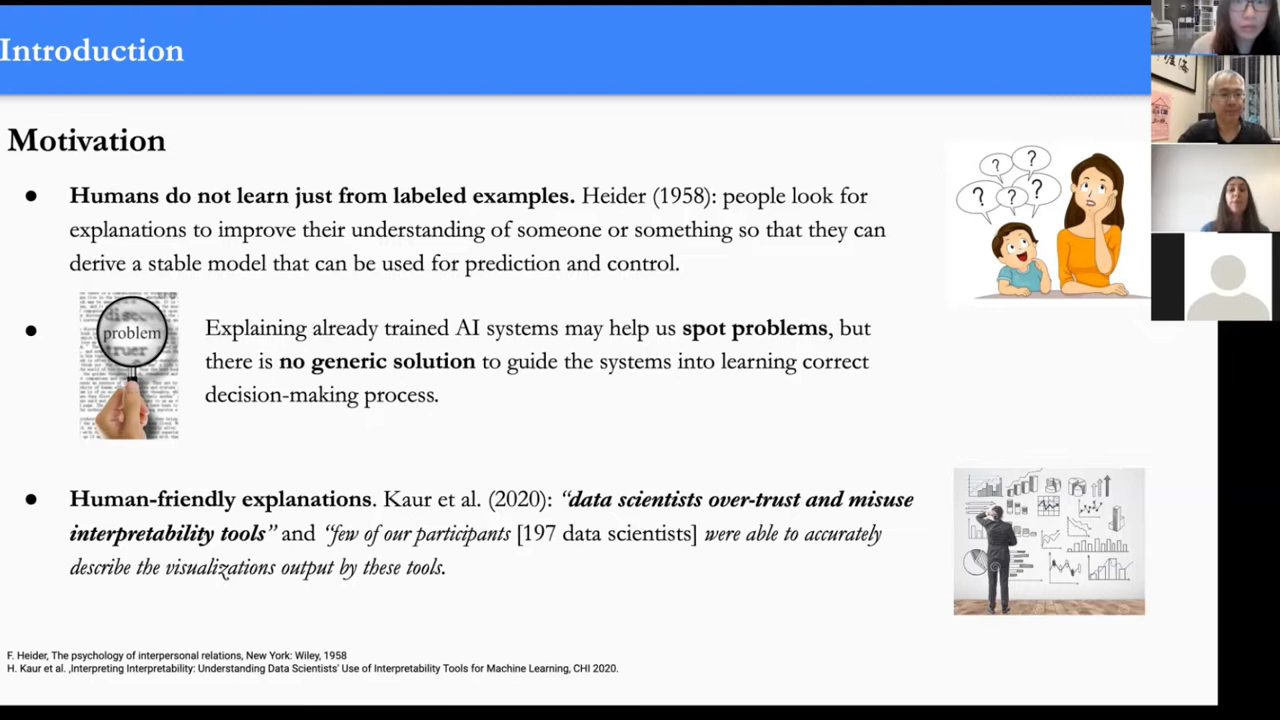 Introduction
Motivation
● Humans do not learn just from labeled examples. Heider (1958): people look for
explanations to improve their understanding of someone or something so that they can
derive a stable model that can be used for prediction and control.
? ? ? ? ?
● Explaining already trained AI systems may help us spot problems, but
there is no generic solution to guide the systems into learning correct
decision-making process.
problem
● Human-friendly explanations. Kaur et al. (2020): “data scientists over-trust and misuse
interpretability tools” and “few of our participants [197 data scientists] were able to accurately
describe the visualizations output by these tools.
F. Heider, The psychology of interpersonal relations, New York: Wiley, 1958
H. Kaur et al. ,Interpreting Interpretability: Understanding Data Scientists' Use of Interpretability Tools for Machine Learning, CHI 2020.